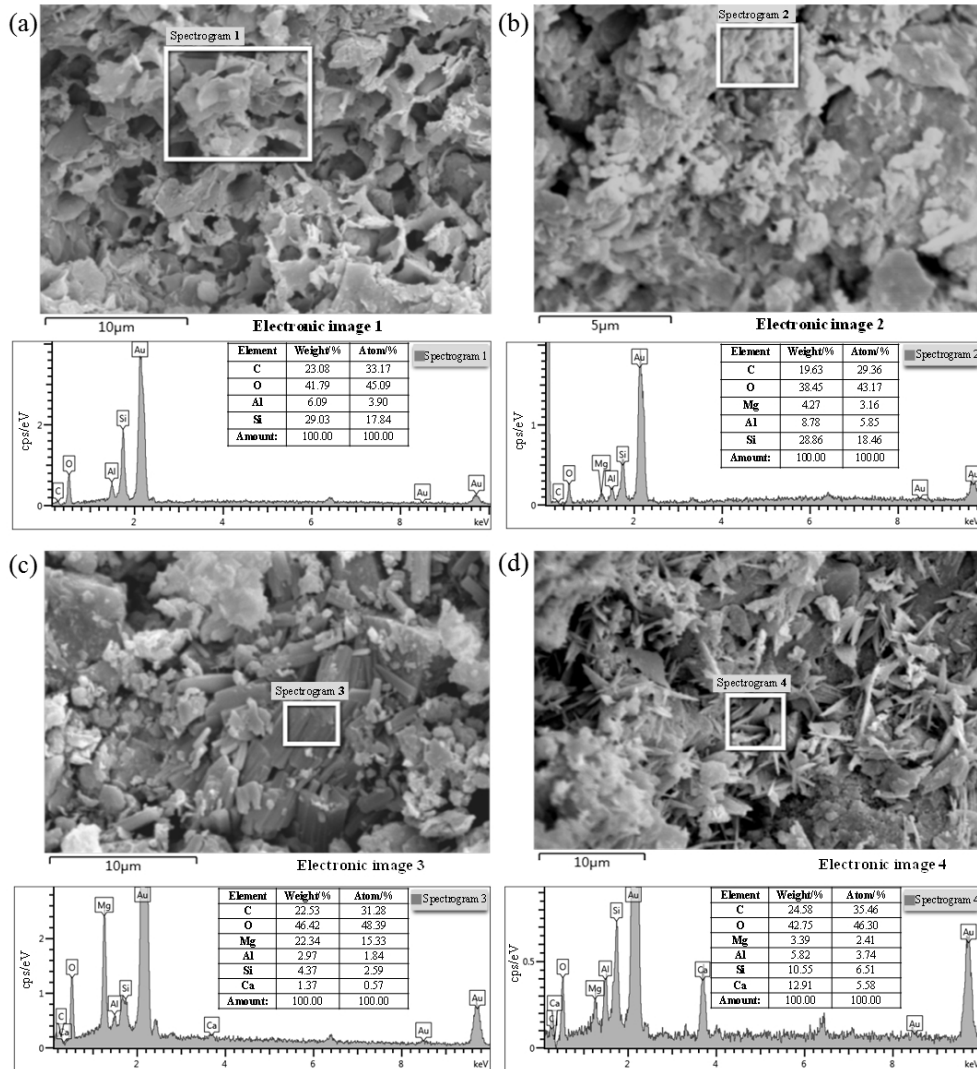 (a)
Spectrogram 1
10μm
Electronic image 1
Spectrogram 1
Element Weight/% Atom/%
C 23.08 33.17
O 41.79 45.09
Al 6.09 3.90
Si 29.03 17.84
Amount: 100.00 100.00
cps/eV
2
0
C
O
Al
Si
Au
Au
Au
2
4
6
8
keV
(b)
Spectrogram 2
5μm
Electronic image 2
Spectrogram 2
Element Weight/% Atom/%
C 19.63 29.36
O 38.45 43.17
Mg 4.27 3.16
Al 8.78 5.85
Si 28.86 18.46
Amount: 100.00 100.00
cps/eV
1
0
C
O
Mg
Al
Si
Au
Au
Au
2
4
6
8
keV
(c)
Spectrogram 3
10μm
Electronic image 3
Spectrogram 3
Element Weight/% Atom/%
C 22.53 31.28
O 46.42 48.39
Mg 22.34 15.33
Al 2.97 1.84
Si 4.37 2.59
Ca 1.37 0.57
Amount: 100.00 100.00
cps/eV
2
1
0
C
Ca
O
Mg
Al
Si
Au
Ca
Au
Au
2
4
6
8
keV
(d)
Spectrogram 4
10μm
Electronic image 4
Spectrogram 4
Element Weight/% Atom/%
C 24.58 35.46
O 42.75 46.30
Mg 3.39 2.41
Al 5.82 3.74
Si 10.55 6.51
Ca 12.91 5.58
Amount: 100.00 100.00
cps/eV
0.5
0
C
Ca
O
Mg
Al
Si
Au
Ca
Au
Au
2
4
6
8
keV